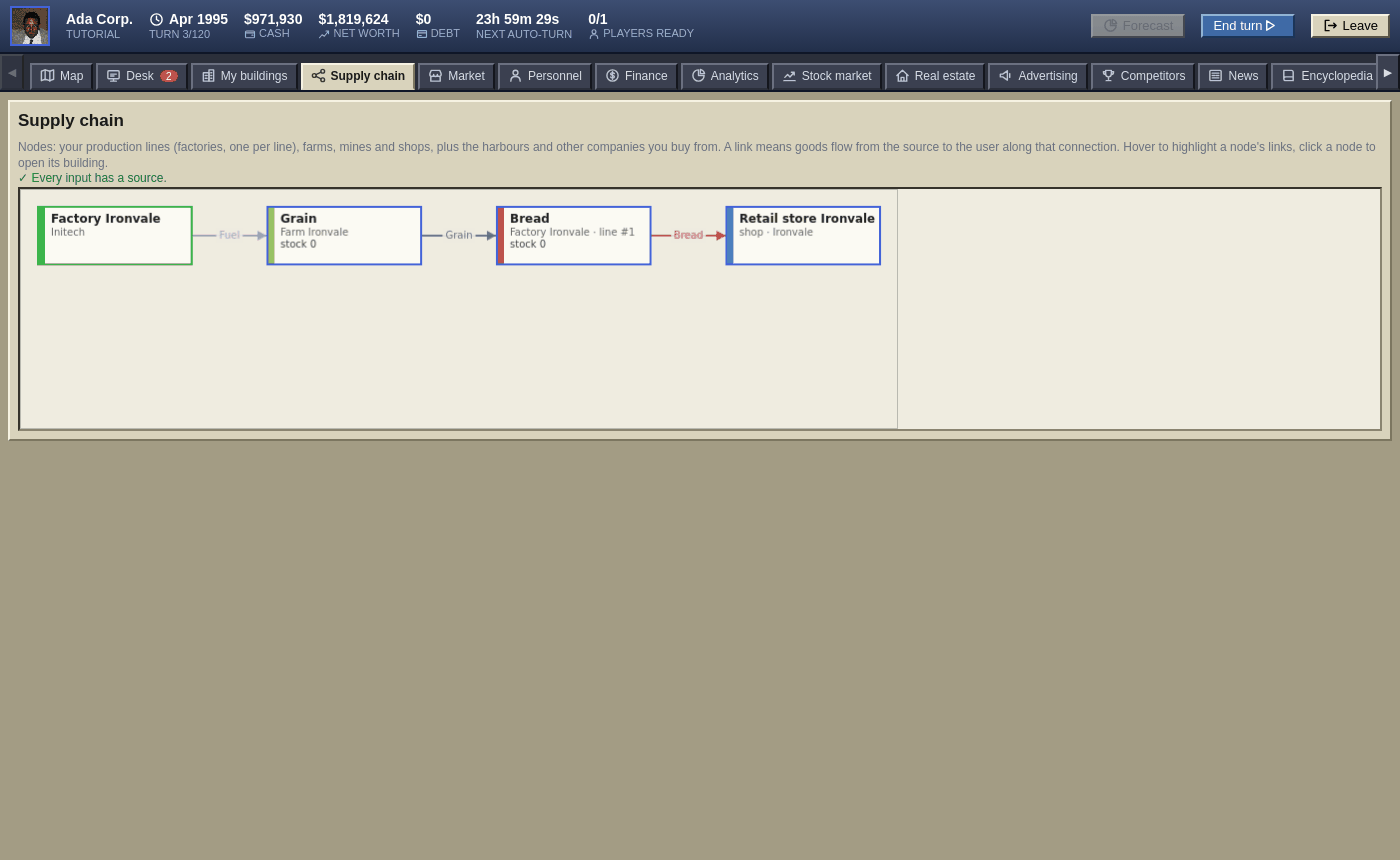 Ada Corp.
TUTORIAL
Apr 1995
TURN 3/120
$971,930
CASH
$1,819,624
NET WORTH
$0
DEBT
23h 59m 29s
NEXT AUTO-TURN
0/1
PLAYERS READY
Forecast
End turn
Leave
Map
Desk 2
My buildings
Supply chain
Market
Personnel
Finance
Analytics
Stock market
Real estate
Advertising
Competitors
News
Encyclopedia
Supply chain
Nodes: your production lines (factories, one per line), farms, mines and shops, plus the harbours and other companies you buy from. A link means goods flow from the source to the user along that connection. Hover to highlight a node's links, click a node to
open its building.
✓ Every input has a source.
Factory Ironvale
Initech
Fuel
Grain
Farm Ironvale
stock 0
Grain
Bread
Factory Ironvale · line #1
stock 0
Bread
Retail store Ironvale
shop · Ironvale